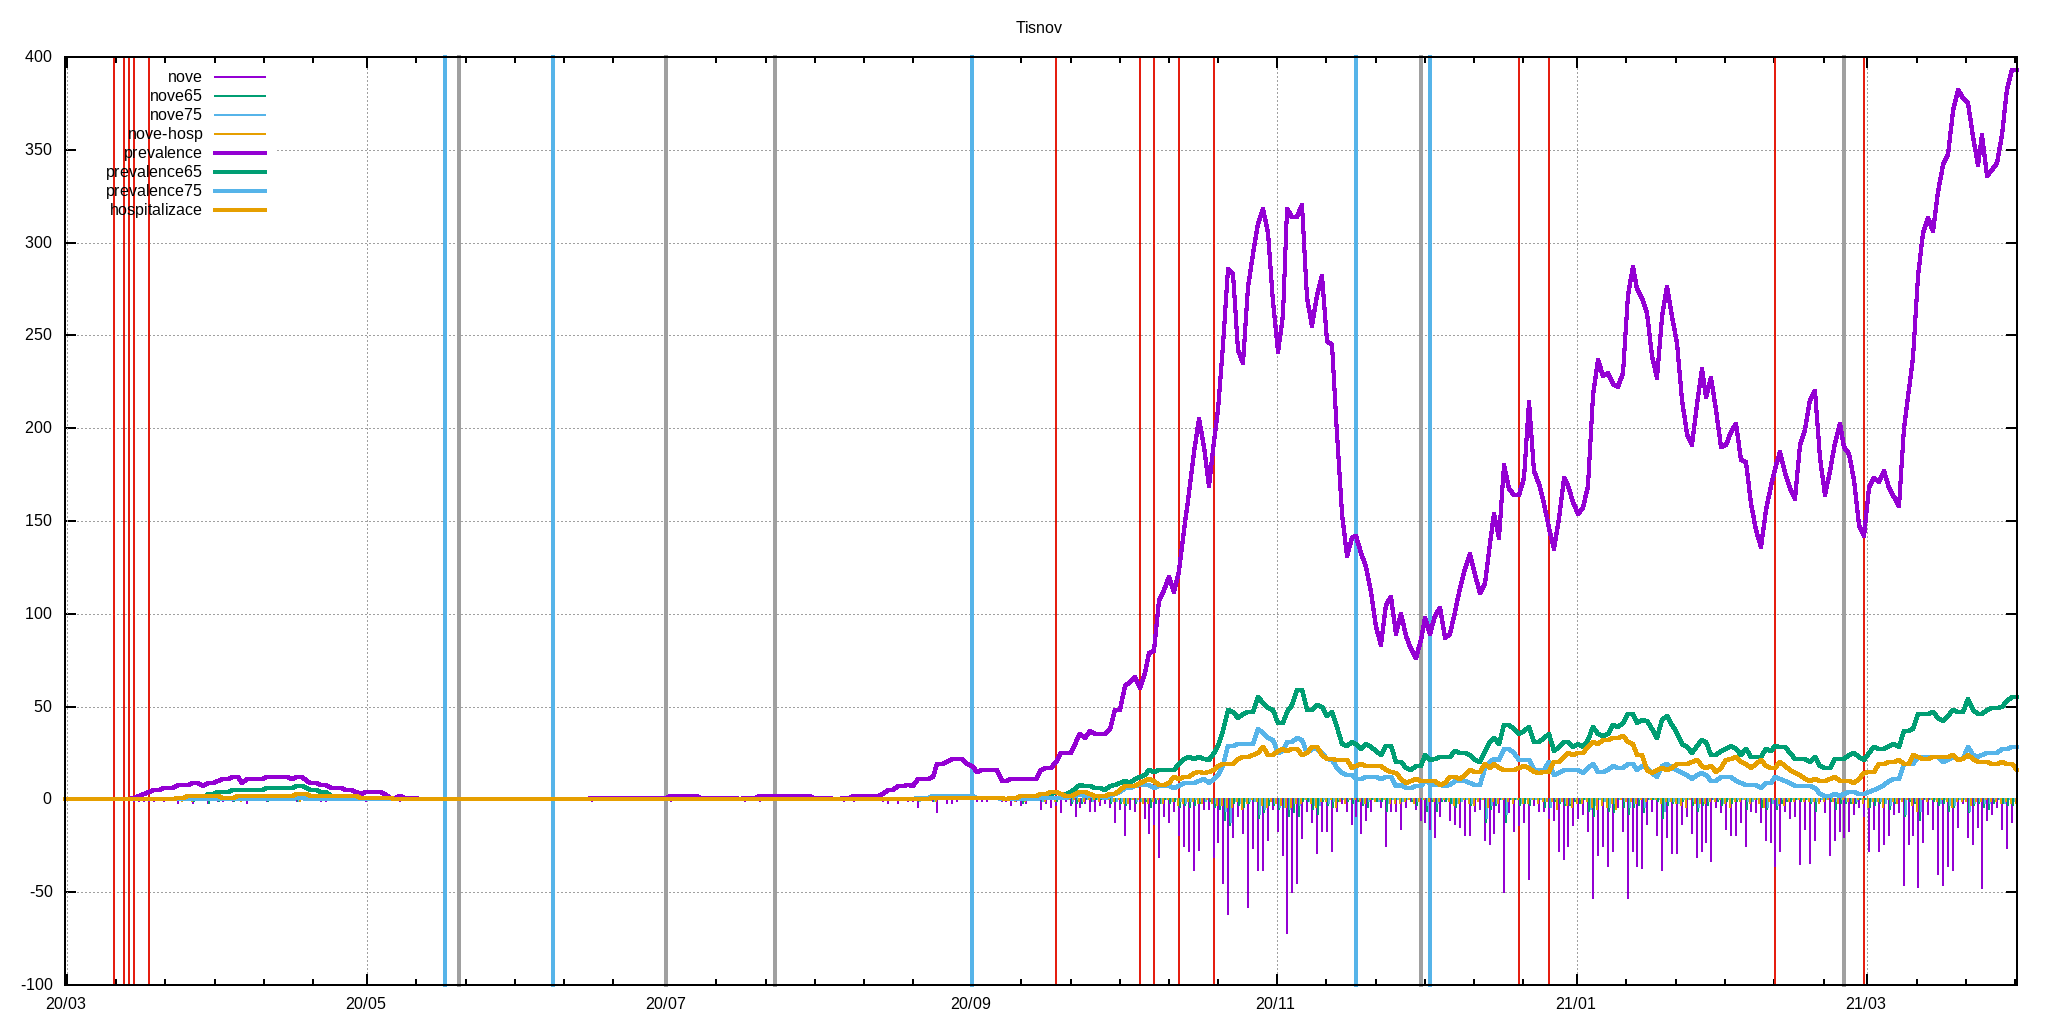 Tisnov
400
350
300
250
200
150
100
50
0
-50
-100
nove
nove65
nove75
nove-hosp
prevalence
prevalence65
prevalence75
hospitalizace
20/03 20/05 20/07 20/09 20/11 21/01 21/03